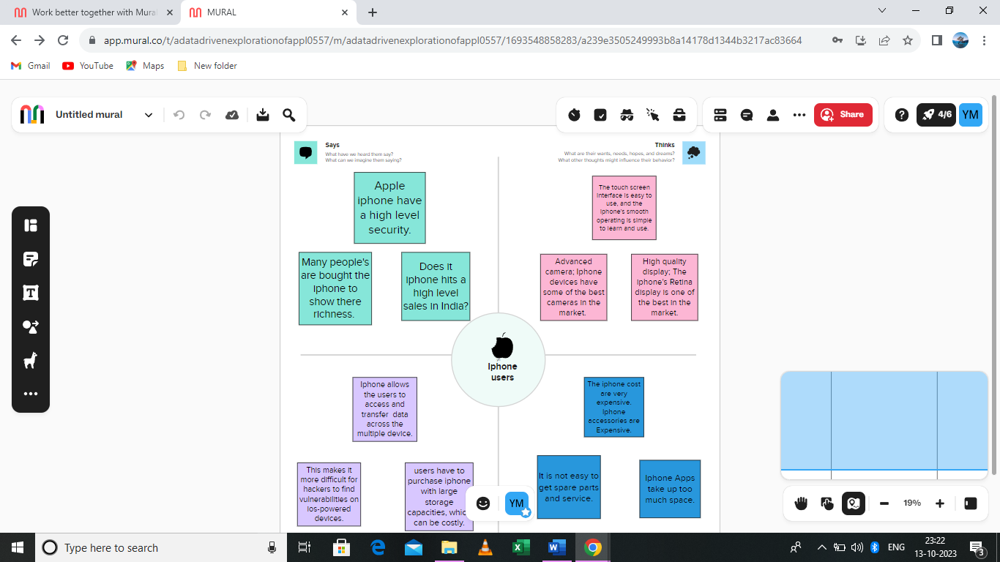 Work better together with Mural
MURAL
app.mural.co/t/adatadrivenexplorationofappl0557/m/adatadrivenexplorationofappl0557/1693548858283/a239e3505249993b8a14178d1344b3217ac83664
Gmail
YouTube
Maps
New folder
Untitled mural
Share
4/6
YM
Says
What have we heard them say?
What can we imagine them saying?
Thinks
What are their wants, needs, hopes, and dreams?
What other thoughts might influence their behavior?
Apple
iphone have
a high level
security.
The touch screen
interface is easy to
use, and the
iphone's smooth
operating is simple
to learn and use.
Many people's
are bought the
iphone to
show there
richness.
Does it
iphone hits a
high level
sales in India?
Advanced
camera; Iphone
devices have
some of the best
cameras in the
market.
High quality
display; The
iphone's Retina
display is one of
the best in the
market.
Iphone
users
Iphone allows
the users to
access and
transfer data
across the
multiple device.
The iphone cost
are very
expensive.
Iphone
accessories are
Expensive.
This makes it
more difficult for
hackers to find
vulnerabilities on
ios-powered
devices.
users have to
purchase iphone
with large
storage
capacities, which
can be costly.
It is not easy to
get spare parts
and service.
Iphone Apps
take up too
much space.
YM
19%
Type here to search
ENG
23:22
13-10-2023
3